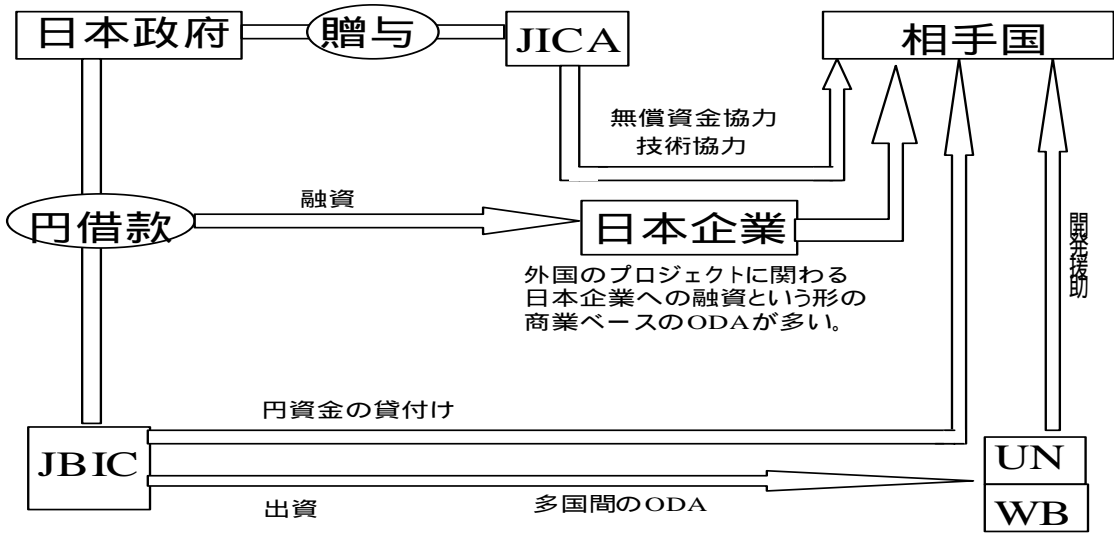 日本政府
贈与
JICA
相手国
無償資金協力
技術協力
融資
円借款
日本企業
開発援助
外国のプロジェクトに関わる
日本企業への融資という形の
商業ベースのODAが多い。
円資金の貸付け
JBIC
UN
出資
多国間のODA
WB